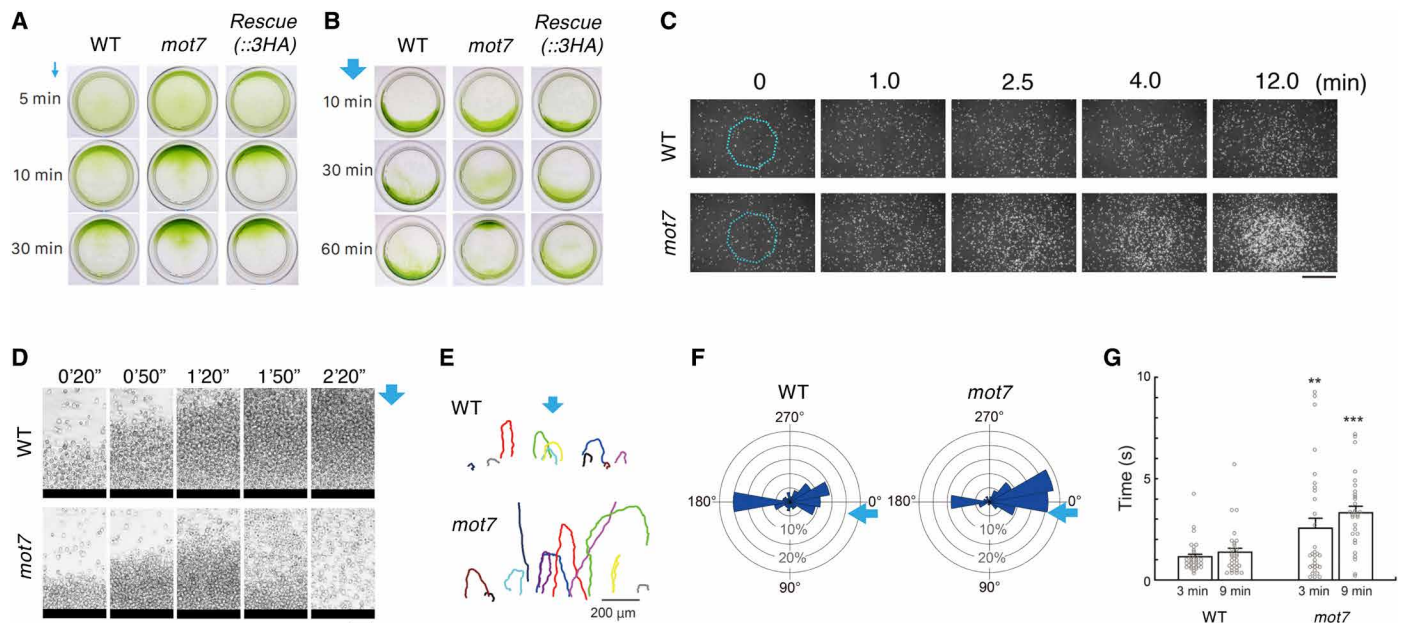 A
WT
mot7
Rescue
(::3HA)
5 min
10 min
30 min
B
WT
mot7
Rescue
(::3HA)
10 min
30 min
60 min
C
0
1.0
2.5
4.0
12.0
(min)
WT
mot7
D
0'20"
0'50"
1'20"
1'50"
2'20"
WT
mot7
E
WT
mot7
200 µm
F
WT
270°
180°
0°
10%
20%
90°
mot7
270°
180°
0°
10%
20%
90°
G
Time (s)
10
5
0
**
***
3 min
9 min
3 min
9 min
WT
mot7